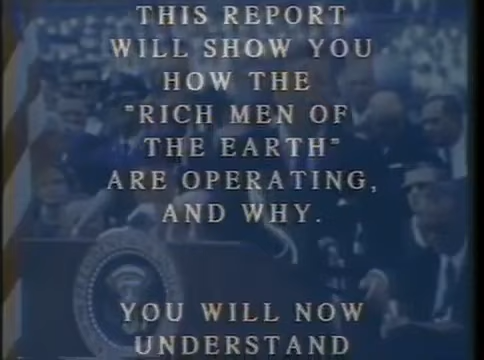 THIS REPORT
WILL SHOW YOU
HOW THE
"RICH MEN OF
THE EARTH"
ARE OPERATING,
AND WHY.
YOU WILL NOW
UNDERSTAND